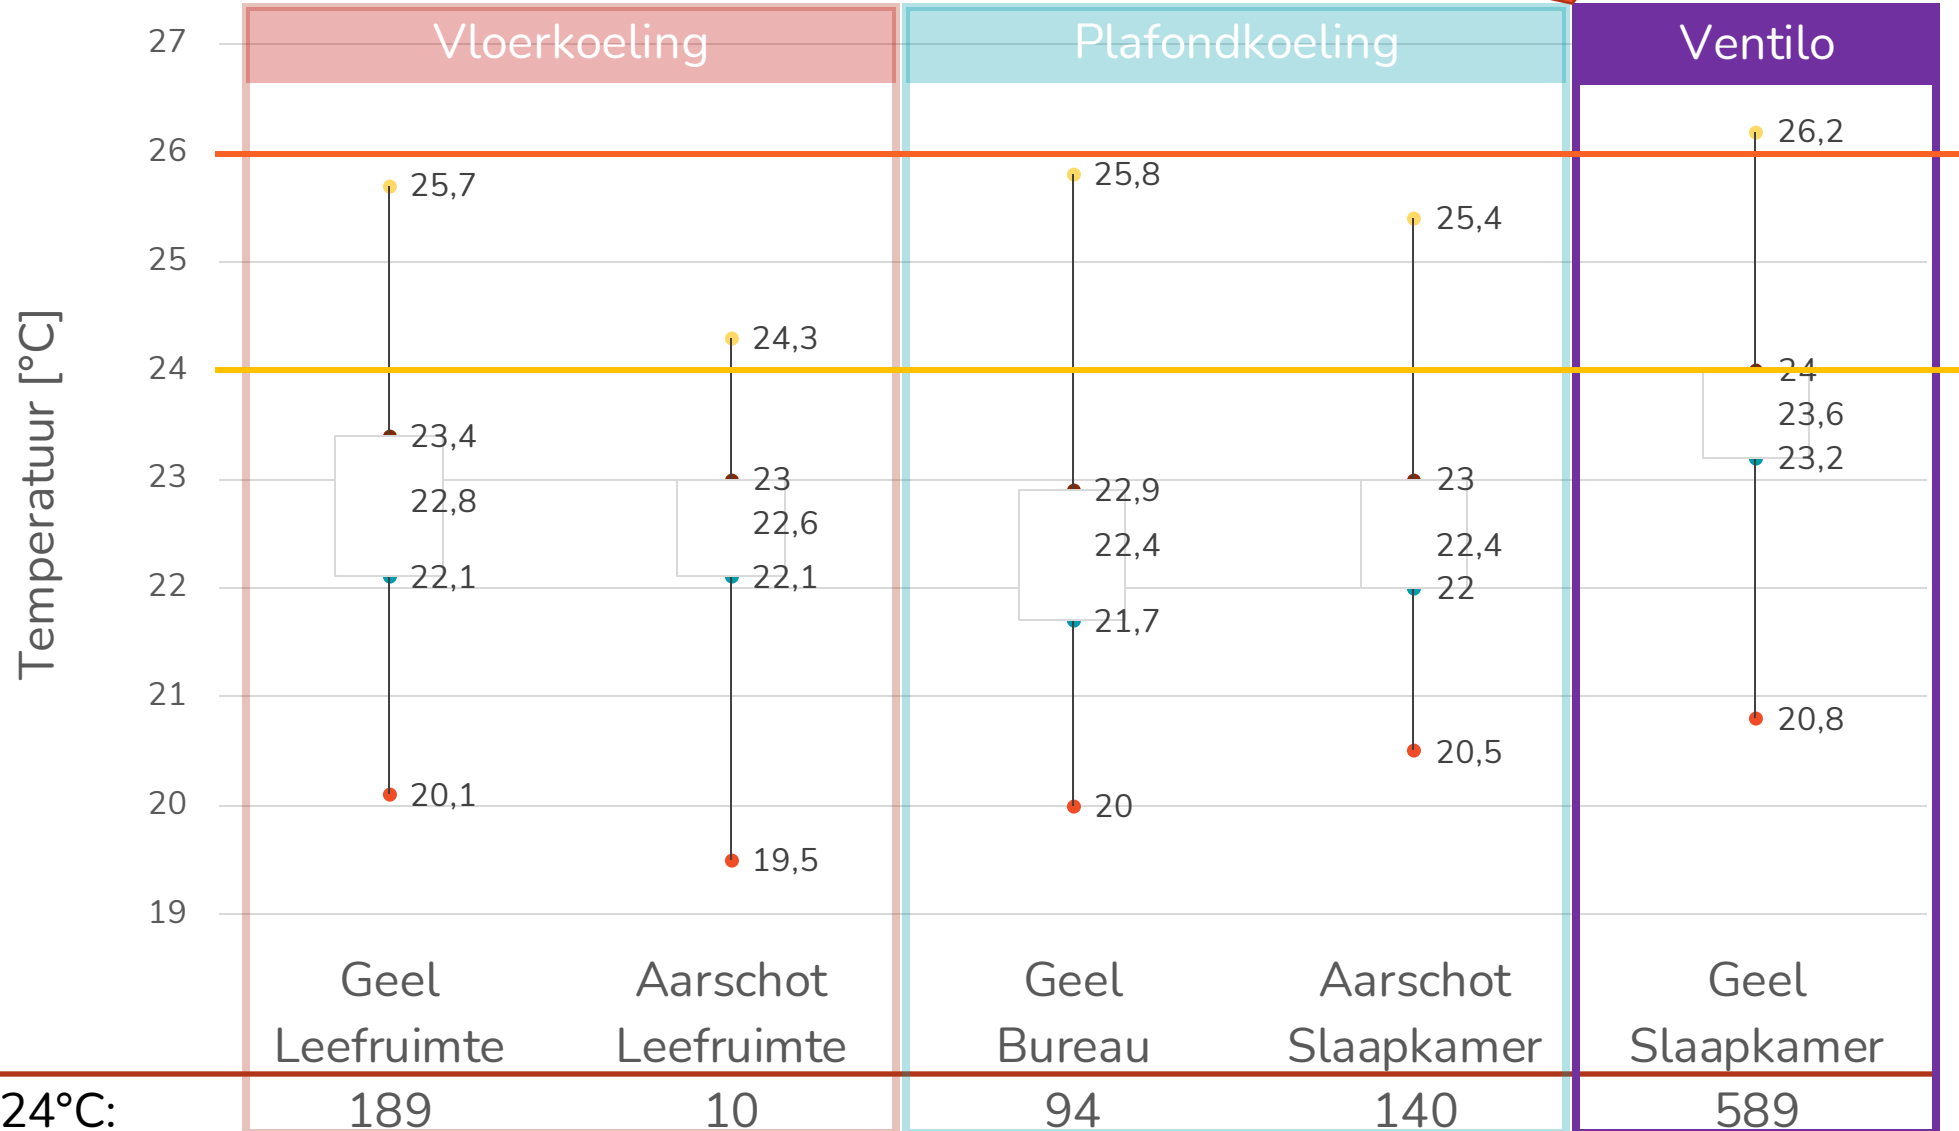 Vloerkoeling
Plafondkoeling
Ventilo
Temperatuur [°C]
27
26
25
24
23
22
21
20
19
25,7
23,4
22,8
22,1
20,1
24,3
23
22,6
22,1
19,5
25,8
22,9
22,4
21,7
20
25,4
23
22,4
22
20,5
26,2
24
23,6
23,2
20,8
Geel
Leefruimte
Aarschot
Leefruimte
Geel
Bureau
Aarschot
Slaapkamer
Geel
Slaapkamer
24°C: 189 10 94 140 589